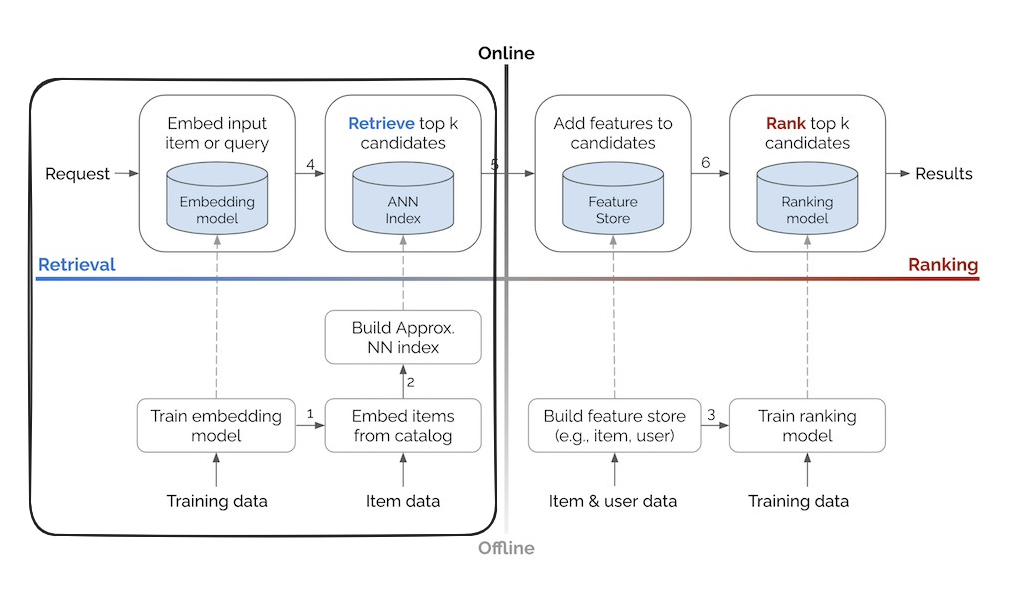 Online
Embed input
item or query
Retrieve top k
candidates
Add features to
candidates
Rank top k
candidates
Request
4
5
6
Results
Embedding
model
ANN
Index
Feature
Store
Ranking
model
Retrieval
Ranking
Build Approx.
NN index
2
Train embedding
model
1
Embed items
from catalog
Build feature store
(e.g., item, user)
3
Train ranking
model
Training data
Item data
Item & user data
Training data
Offline